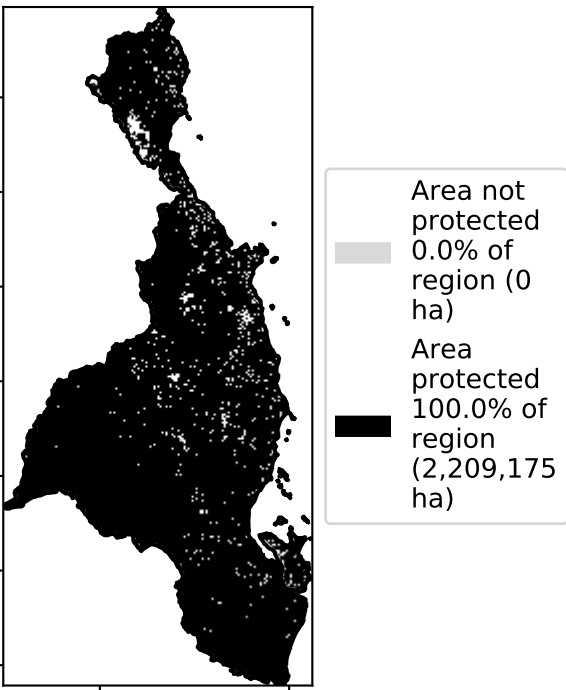 Area not
protected
0.0% of
region (0
ha)
Area
protected
100.0% of
region
(2,209,175
ha)